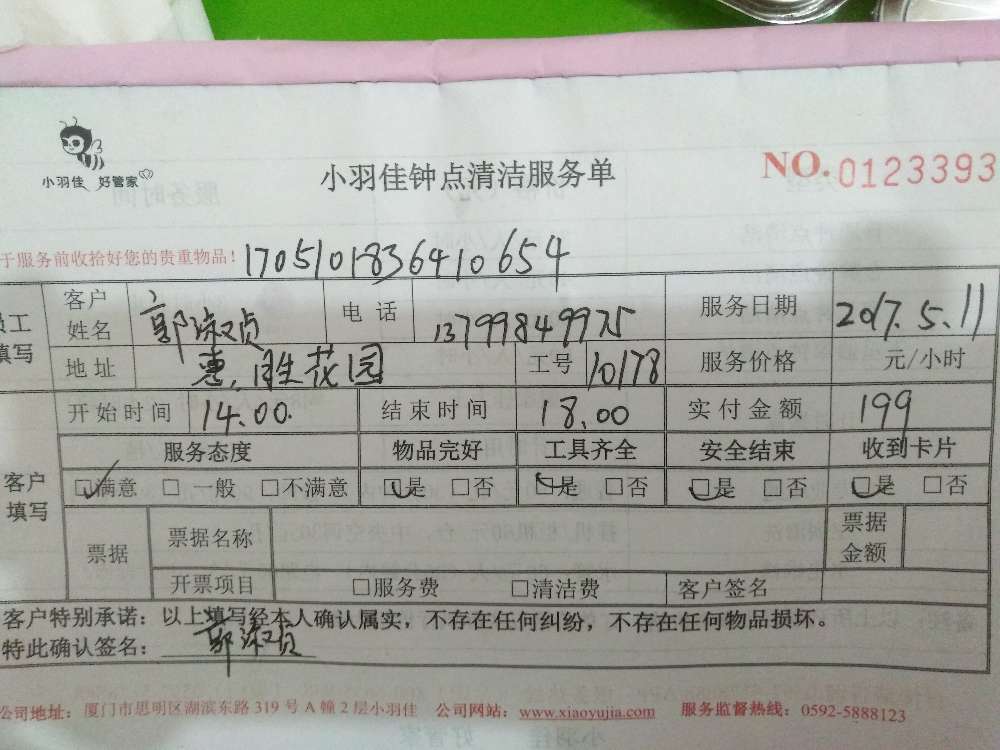 小羽佳 好管家
小羽佳钟点清洁服务单
NO.0123393
于服务前收拾好您的贵重物品！ 170510183641065​4
员工填写 客户姓名 郭淑贞 电话 13799849975 服务日期 2017.5.11
地址 惠胜花园 工号 10178 服务价格 元/小时
客户填写 开始时间 14.00. 结束时间 18.00 实付金额 199
服务态度 物品完好 工具齐全 安全结束 收到卡片
☑满意 □一般 □不满意 ☑是 □否 ☑是 □否 ☑是 □否 ☑是 □否
票据 票据名称 票据金额
开票项目 □服务费 □清洁费 客户签名
客户特别承诺：以上填写经本人确认属实，不存在任何纠纷，不存在任何物品损坏。
特此确认签名：郭淑贞
公司地址：厦门市思明区湖滨东路319号A幢2层小羽佳 公司网站：www.xiaoyujia.com 服务监督热线：0592-5888123